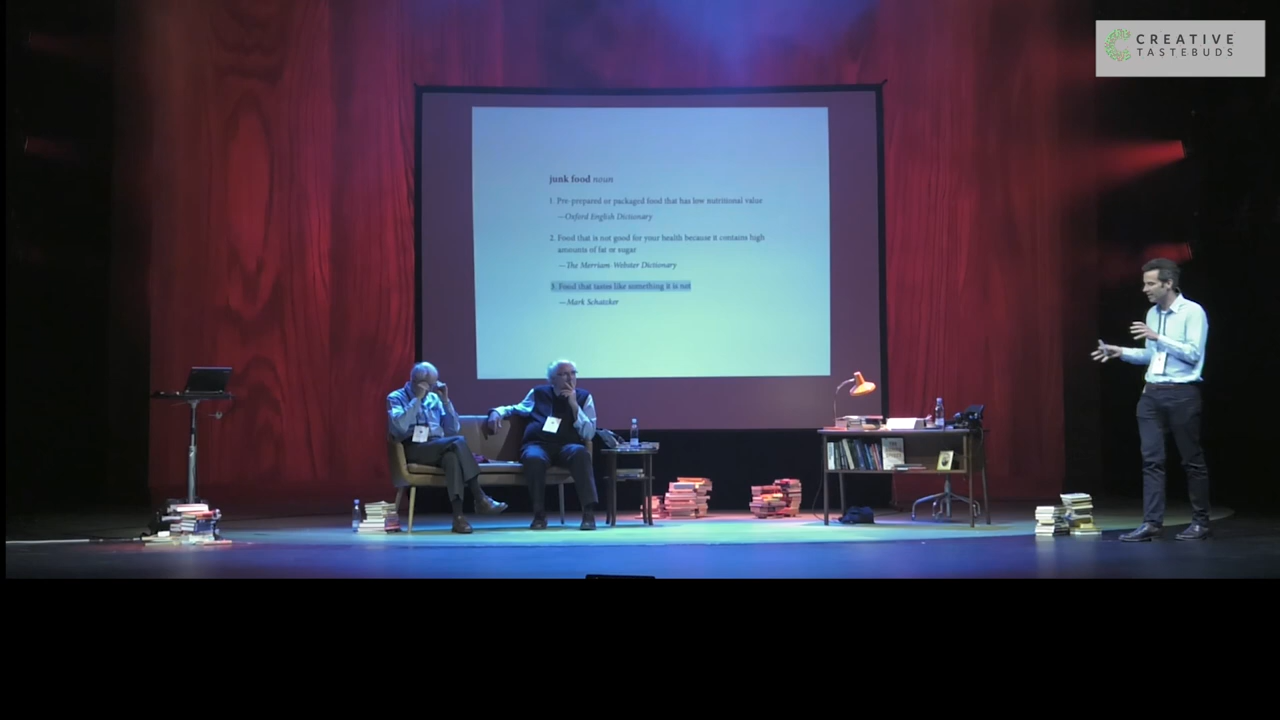 CREATIVE
TASTEBUDS
junk food noun
1. Pre-prepared or packaged food that has low nutritional value
—Oxford English Dictionary
2. Food that is not good for your health because it contains high
amounts of fat or sugar
—The Merriam-Webster Dictionary
3. Food that tastes like something it is not
—Mark Schatzker